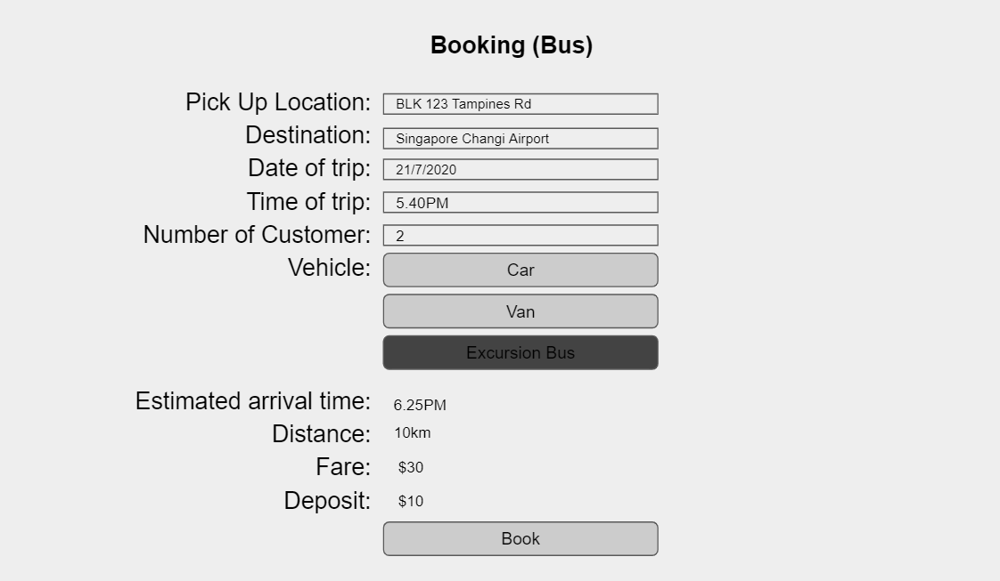 Booking (Bus)
Pick Up Location: BLK 123 Tampines Rd
Destination: Singapore Changi Airport
Date of trip: 21/7/2020
Time of trip: 5.40PM
Number of Customer: 2
Vehicle: Car
Van
Excursion Bus
Estimated arrival time: 6.25PM
Distance: 10km
Fare: $30
Deposit: $10
Book